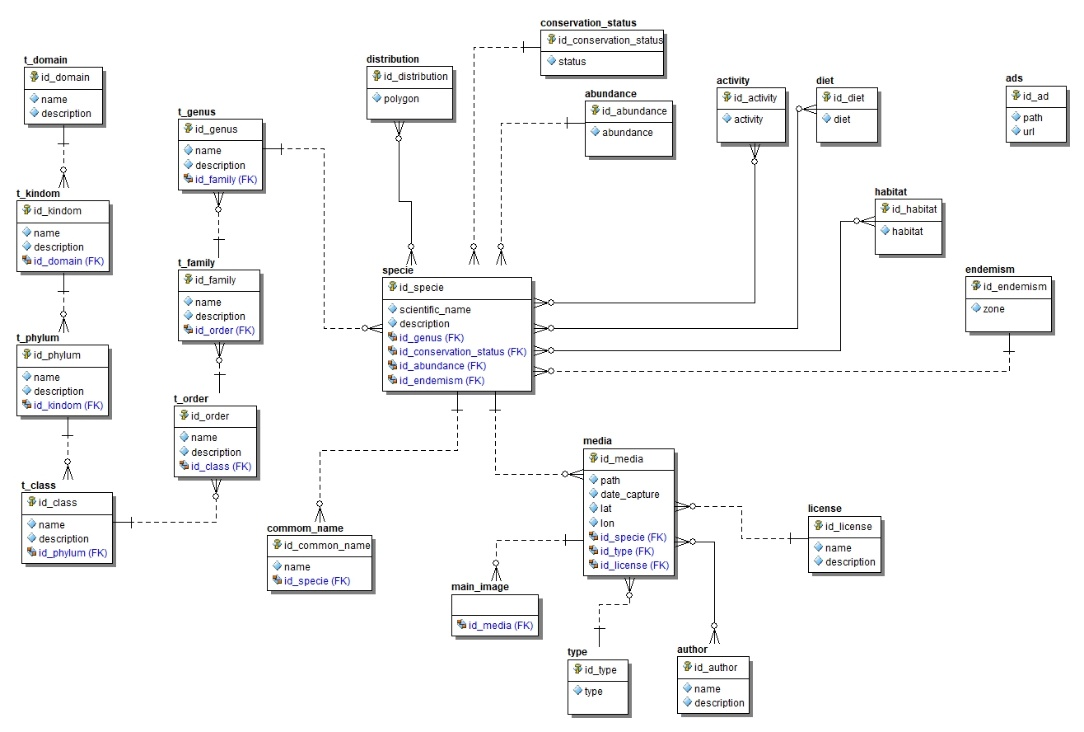 conservation_status
id_conservation_status
status
t_domain
id_domain
name
description
distribution
id_distribution
polygon
abundance
id_abundance
abundance
activity
id_activity
activity
diet
id_diet
diet
ads
id_ad
path
url
t_genus
id_genus
name
description
id_family (FK)
t_kindom
id_kindom
name
description
id_domain (FK)
habitat
id_habitat
habitat
t_family
id_family
name
description
id_order (FK)
specie
id_specie
scientific_name
description
id_genus (FK)
id_conservation_status (FK)
id_abundance (FK)
id_endemism (FK)
endemism
id_endemism
zone
t_phylum
id_phylum
name
description
id_kindom (FK)
t_order
id_order
name
description
id_class (FK)
t_class
id_class
name
description
id_phylum (FK)
commom_name
id_common_name
name
id_specie (FK)
media
id_media
path
date_capture
lat
lon
id_specie (FK)
id_type (FK)
id_license (FK)
license
id_license
name
description
main_image
id_media (FK)
type
id_type
type
author
id_author
name
description